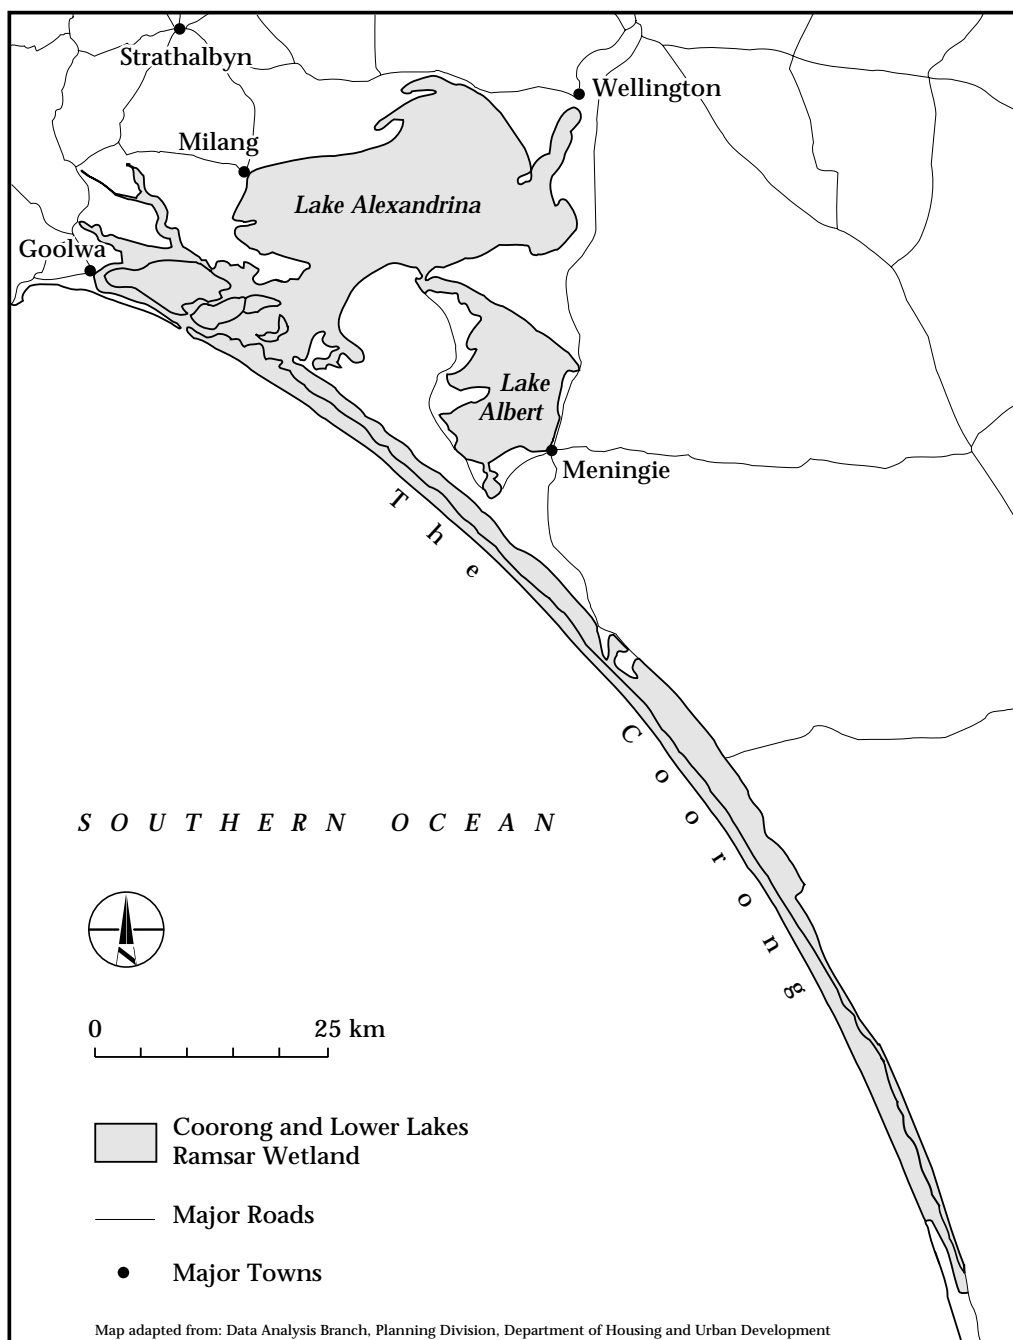 Strathalbyn
Wellington
Milang
Lake Alexandrina
Goolwa
Lake
Albert
Meningie
The
Coorong
SOUTHERN OCEAN
N
0 25 km
Coorong and Lower Lakes
Ramsar Wetland
Major Roads
Major Towns
Map adapted from: Data Analysis Branch, Planning Division, Department of Housing and Urban Development